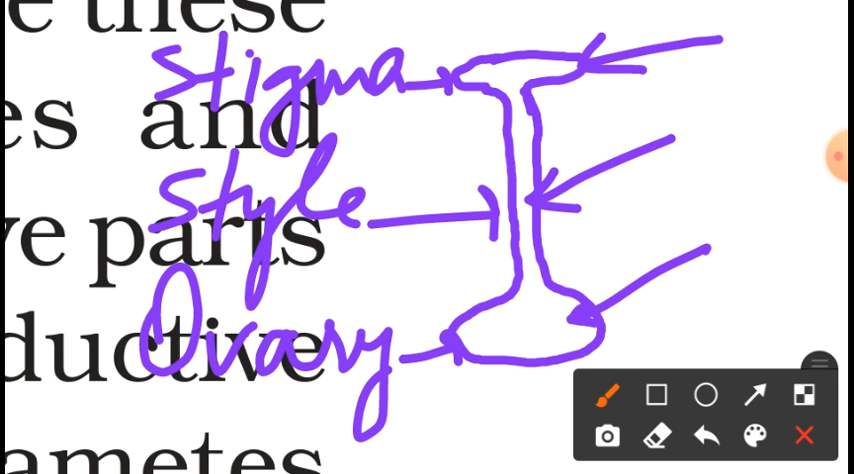 e these
Stigma
es and
Style
ve parts
Ovary
ductive
ametes